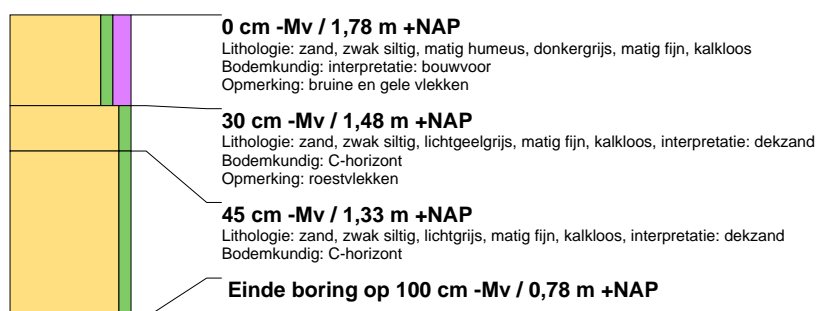 0 cm -Mv / 1,78 m +NAP
Lithologie: zand, zwak siltig, matig humeus, donkergrijs, matig fijn, kalkloos
Bodemkundig: interpretatie: bouwvoor
Opmerking: bruine en gele vlekken
30 cm -Mv / 1,48 m +NAP
Lithologie: zand, zwak siltig, lichtgeelgrijs, matig fijn, kalkloos, interpretatie: dekzand
Bodemkundig: C-horizont
Opmerking: roestvlekken
45 cm -Mv / 1,33 m +NAP
Lithologie: zand, zwak siltig, lichtgrijs, matig fijn, kalkloos, interpretatie: dekzand
Bodemkundig: C-horizont
Einde boring op 100 cm -Mv / 0,78 m +NAP